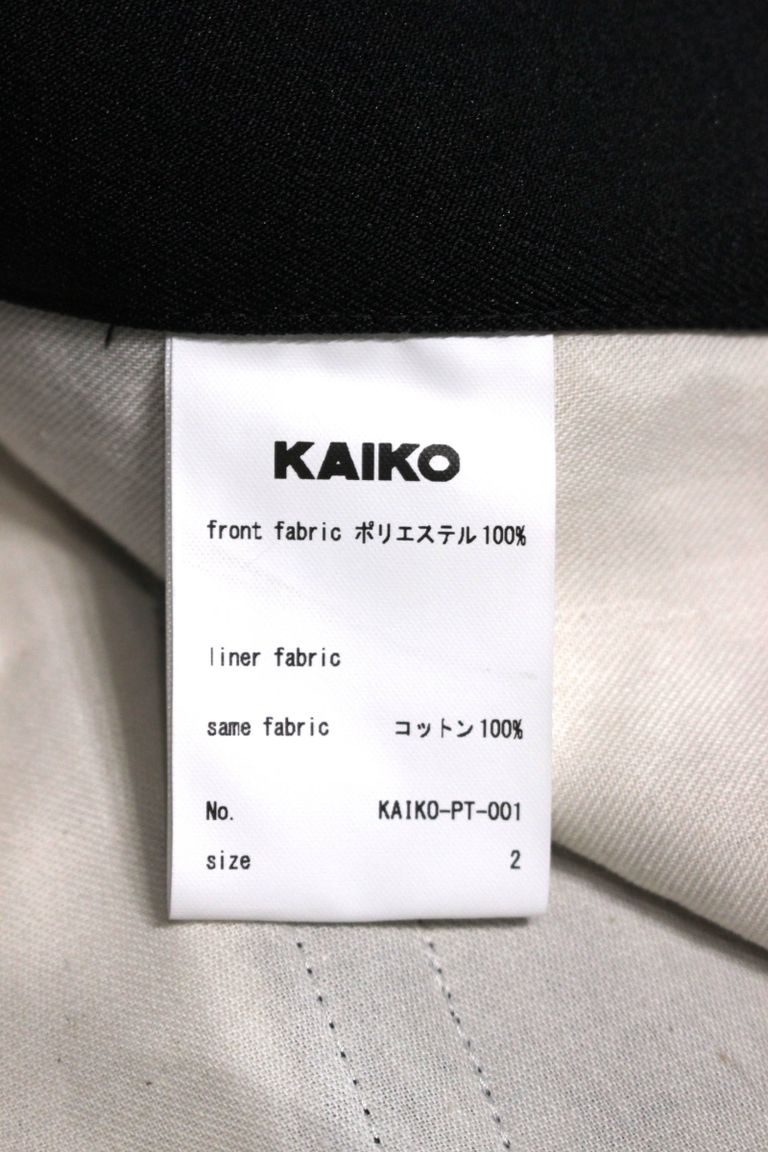 KAIKO
front fabric ポリエステル100%
liner fabric
same fabric コットン100%
No. KAIKO-PT-001
size 2